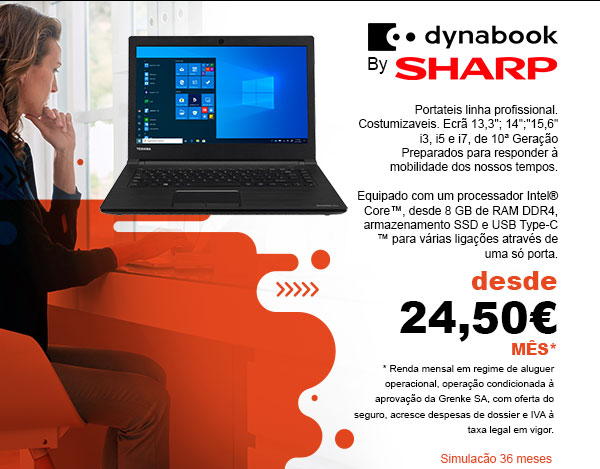 dynabook
By SHARP
Portateis linha profissional.
Costumizaveis. Ecrã 13,3"; 14";"15,6"
i3, i5 e i7, de 10ª Geração
Preparados para responder à
mobilidade dos nossos tempos.
Equipado com um processador Intel®
Core™, desde 8 GB de RAM DDR4,
armazenamento SSD e USB Type-C
™ para várias ligações através de
uma só porta.
desde
24,50€
MÊS*
* Renda mensal em regime de aluguer
operacional, operação condicionada à
aprovação da Grenke SA, com oferta do
seguro, acresce despesas de dossier e IVA à
taxa legal em vigor.
Simulacão 36 meses
TOSHIBA